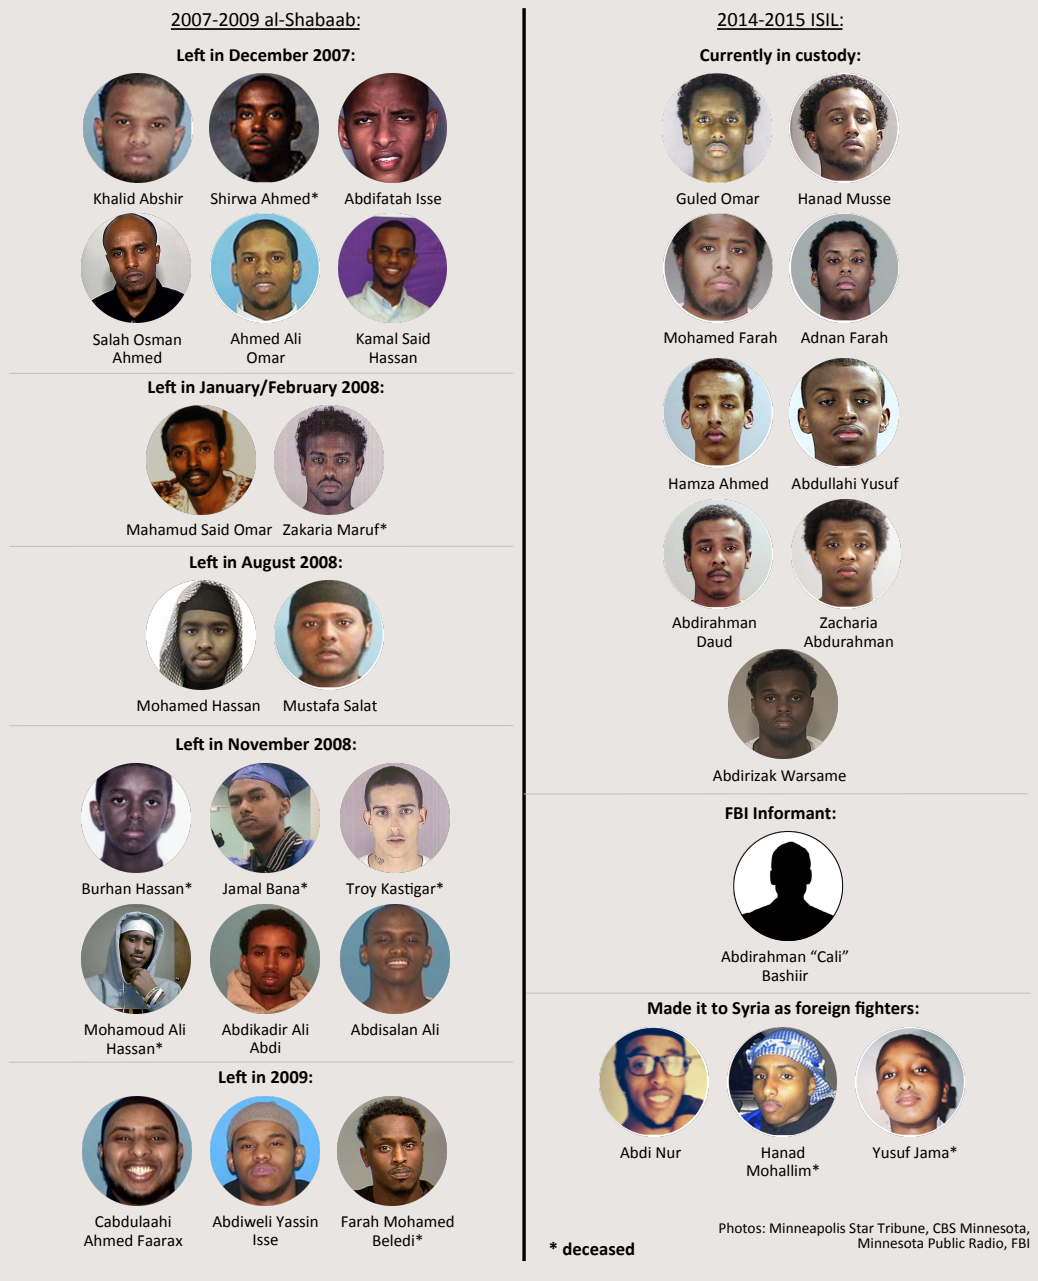 2007-2009 al-Shabaab:
Left in December 2007:
Khalid Abshir
Shirwa Ahmed*
Abdifatah Isse
Salah Osman
Ahmed
Ahmed Ali
Omar
Kamal Said
Hassan
Left in January/February 2008:
Mahamud Said Omar
Zakaria Maruf*
Left in August 2008:
Mohamed Hassan
Mustafa Salat
Left in November 2008:
Burhan Hassan*
Jamal Bana*
Troy Kastigar*
Mohamoud Ali
Hassan*
Abdikadir Ali
Abdi
Abdisalan Ali
Left in 2009:
Cabdulaahi
Ahmed Faarax
Abdiweli Yassin
Isse
Farah Mohamed
Beledi*
2014-2015 ISIL:
Currently in custody:
Guled Omar
Hanad Musse
Mohamed Farah
Adnan Farah
Hamza Ahmed
Abdullahi Yusuf
Abdirahman
Daud
Zacharia
Abdurahman
Abdirizak Warsame
FBI Informant:
Abdirahman “Cali”
Bashiir
Made it to Syria as foreign fighters:
Abdi Nur
Hanad
Mohallim*
Yusuf Jama*
* deceased
Photos: Minneapolis Star Tribune, CBS Minnesota,
Minnesota Public Radio, FBI